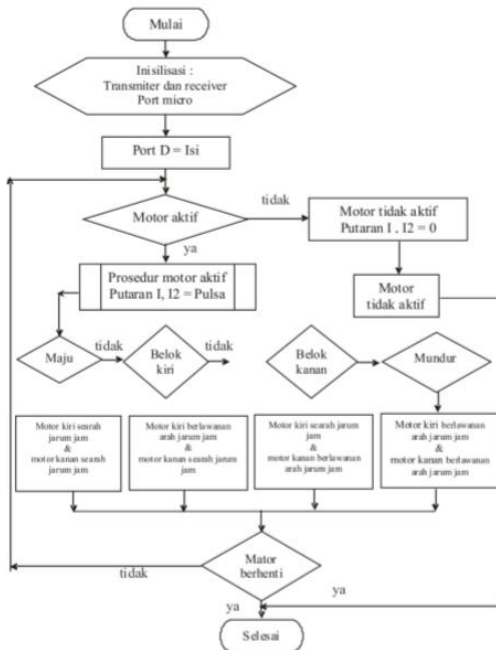 Mulai
Inisilisasi :
Transmiter dan receiver
Port micro
Port D = Isi
Motor aktif
tidak
Motor tidak aktif
Putaran I , I2 = 0
ya
Prosedur motor aktif
Putaran I, I2 = Pulsa
Motor
tidak aktif
Maju
tidak
Belok
kiri
tidak
Belok
kanan
Mundur
Motor kiri searah
jarum jam
&
motor kanan searah
jarum jam
Motor kiri berlawanan
arah jarum jam
&
motor kanan searah jarum
jam
Motor kiri searah jarum
jam
&
motor kanan berlawanan
arah jarum jam
Motor kiri berlawanan
arah jarum jam
&
motor kanan berlawanan
arah jarum jam
Mator
berhenti
tidak
ya
ya
Selesai